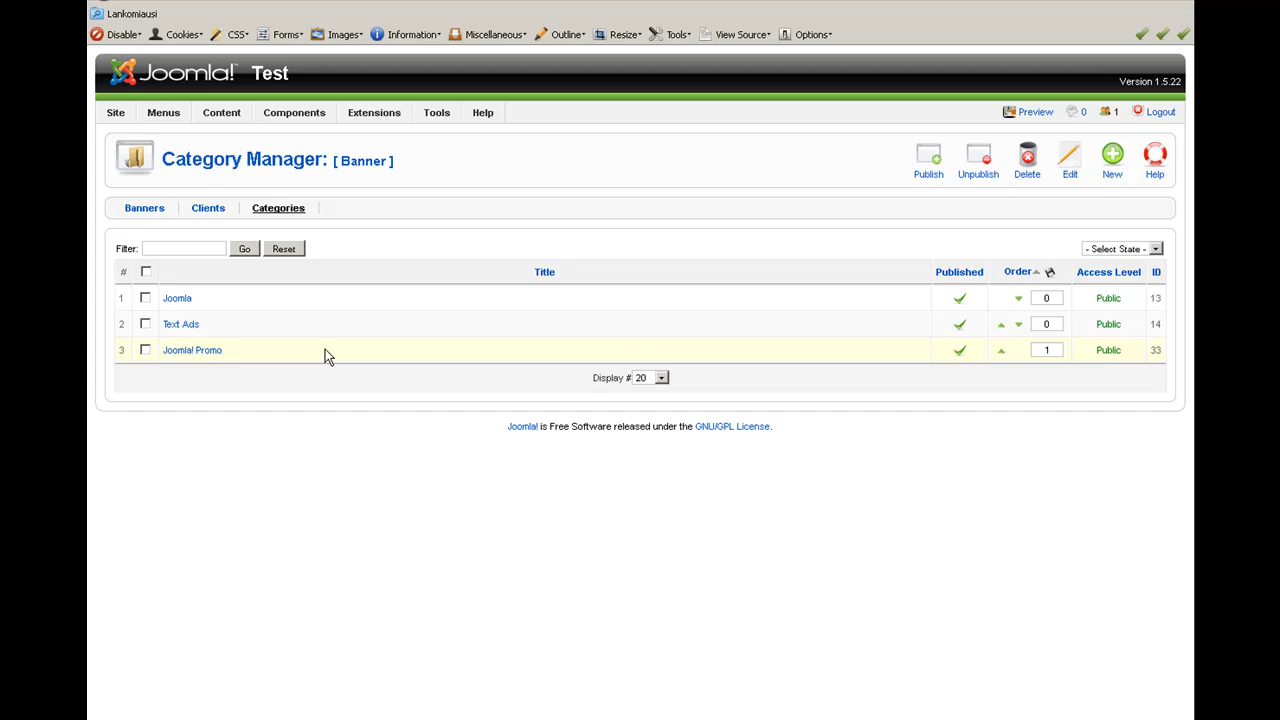 Lankomiausi
Disable Cookies CSS Forms Images Information Miscellaneous Outline Resize Tools View Source Options
Joomla! Test
Version 1.5.22
Site Menus Content Components Extensions Tools Help Preview 0 1 Logout
Category Manager: [ Banner ]
Publish Unpublish Delete Edit New Help
Banners Clients Categories
Filter: Go Reset - Select State -
# Title Published Order Access Level ID
1 Joomla 0 Public 13
2 Text Ads 0 Public 14
3 Joomla! Promo 1 Public 33
Display # 20
Joomla! is Free Software released under the GNU/GPL License.